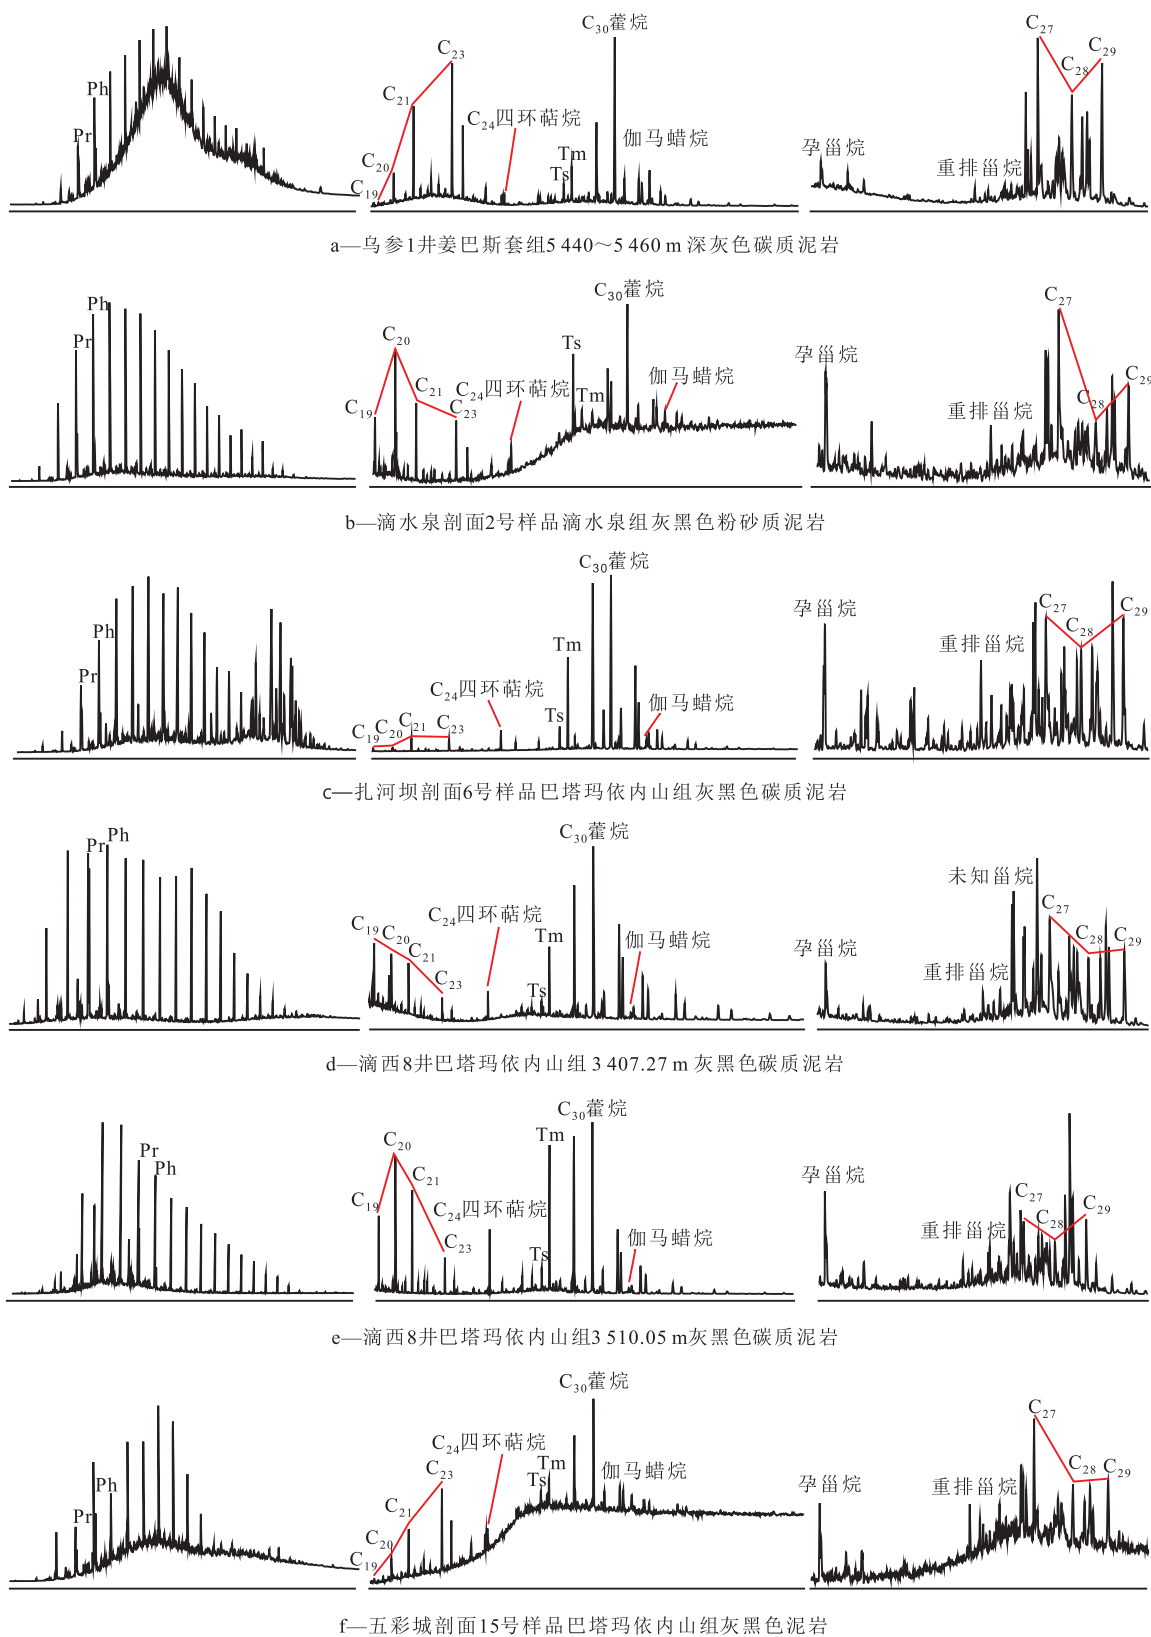 C30藿烷
C27
C23
C29
C28
Ph
C21
C24四环萜烷
Pr
伽马蜡烷
孕甾烷
Tm
C20
重排甾烷
Ts
C19
a—乌参1井姜巴斯套组5 440～5 460 m 深灰色碳质泥岩
C30藿烷
C27
Ph
C20
Ts
Pr
孕甾烷
伽马蜡烷
C29
C21
C24四环萜烷
Tm
C28
C19
C23
重排甾烷
b—滴水泉剖面2号样品滴水泉组灰黑色粉砂质泥岩
C30藿烷
孕甾烷
C27
C29
C28
Ph
Tm
重排甾烷
Pr
C24四环萜烷
伽马蜡烷
Ts
C19
C20
C21
C23
c—扎河坝剖面6号样品巴塔玛依内山组灰黑色碳质泥岩
Ph
C30藿烷
Pr
未知甾烷
C27
C24四环萜烷
C19
C20
Tm
伽马蜡烷
孕甾烷
C28
C29
C21
C23
Ts
重排甾烷
d—滴西8井巴塔玛依内山组 3 407.27 m 灰黑色碳质泥岩
C30藿烷
C20
Tm
Pr
Ph
孕甾烷
C21
C19
C24四环萜烷
C27
C29
C28
重排甾烷
伽马蜡烷
C23
Ts
e—滴西8井巴塔玛依内山组3 510.05 m灰黑色碳质泥岩
C30藿烷
C27
C24四环萜烷
C23
Tm
Ts
伽马蜡烷
C28
C29
Ph
孕甾烷
重排甾烷
C21
Pr
C20
C19
f—五彩城剖面15号样品巴塔玛依内山组灰黑色泥岩